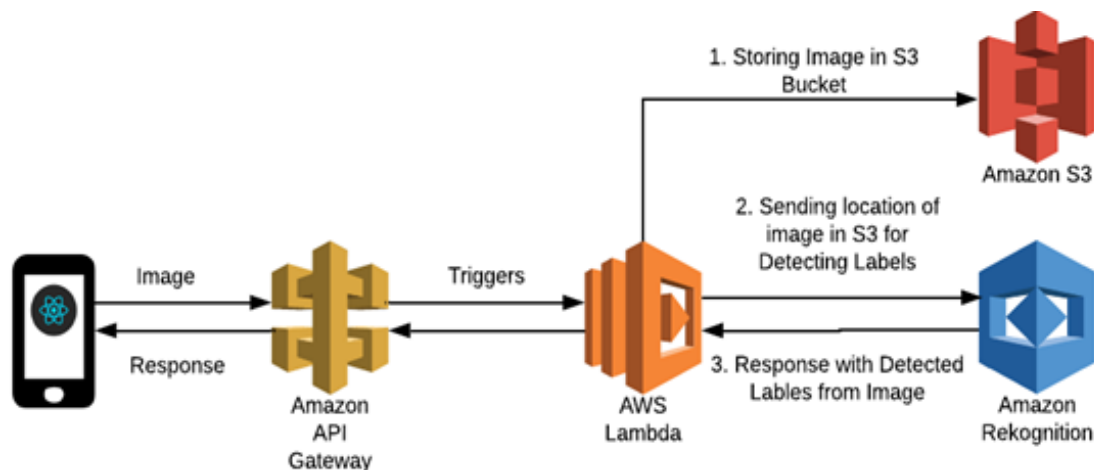 1. Storing Image in S3
Bucket
Amazon S3
2. Sending location of
image in S3 for
Detecting Labels
Image
Triggers
Response
3. Response with Detected
Lables from Image
Amazon
API
Gateway
AWS
Lambda
Amazon
Rekognition